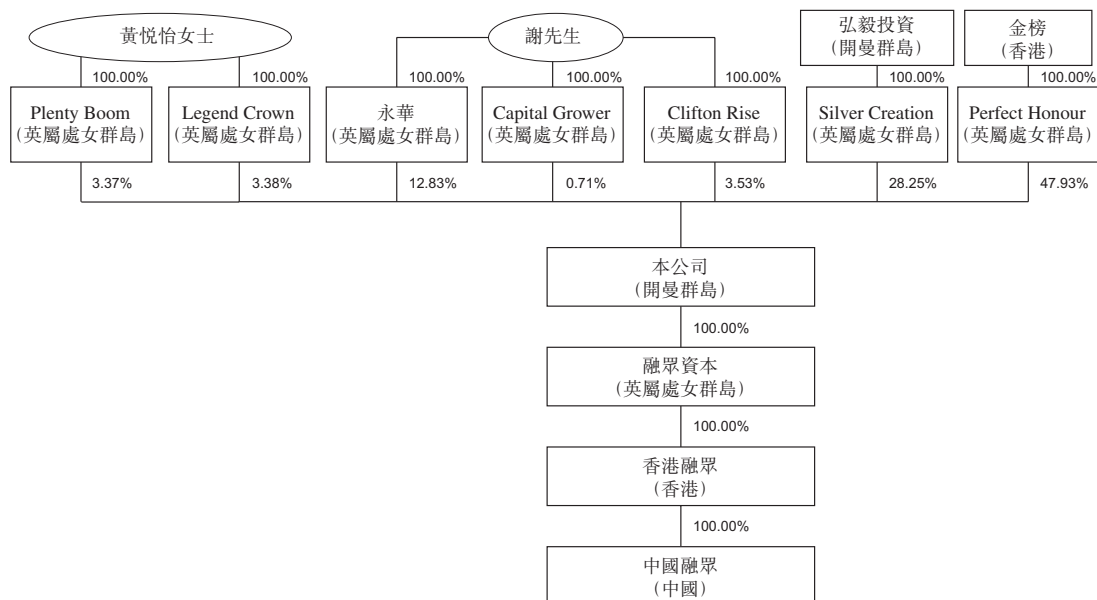 黃悅怡女士
謝先生
弘毅投資
(開曼群島)
金榜
(香港)
100.00%
100.00%
100.00%
100.00%
100.00%
100.00%
100.00%
Plenty Boom
(英屬處女群島)
Legend Crown
(英屬處女群島)
永華
(英屬處女群島)
Capital Grower
(英屬處女群島)
Clifton Rise
(英屬處女群島)
Silver Creation
(英屬處女群島)
Perfect Honour
(英屬處女群島)
3.37%
3.38%
12.83%
0.71%
3.53%
28.25%
47.93%
本公司
(開曼群島)
100.00%
融眾資本
(英屬處女群島)
100.00%
香港融眾
(香港)
100.00%
中國融眾
(中國)